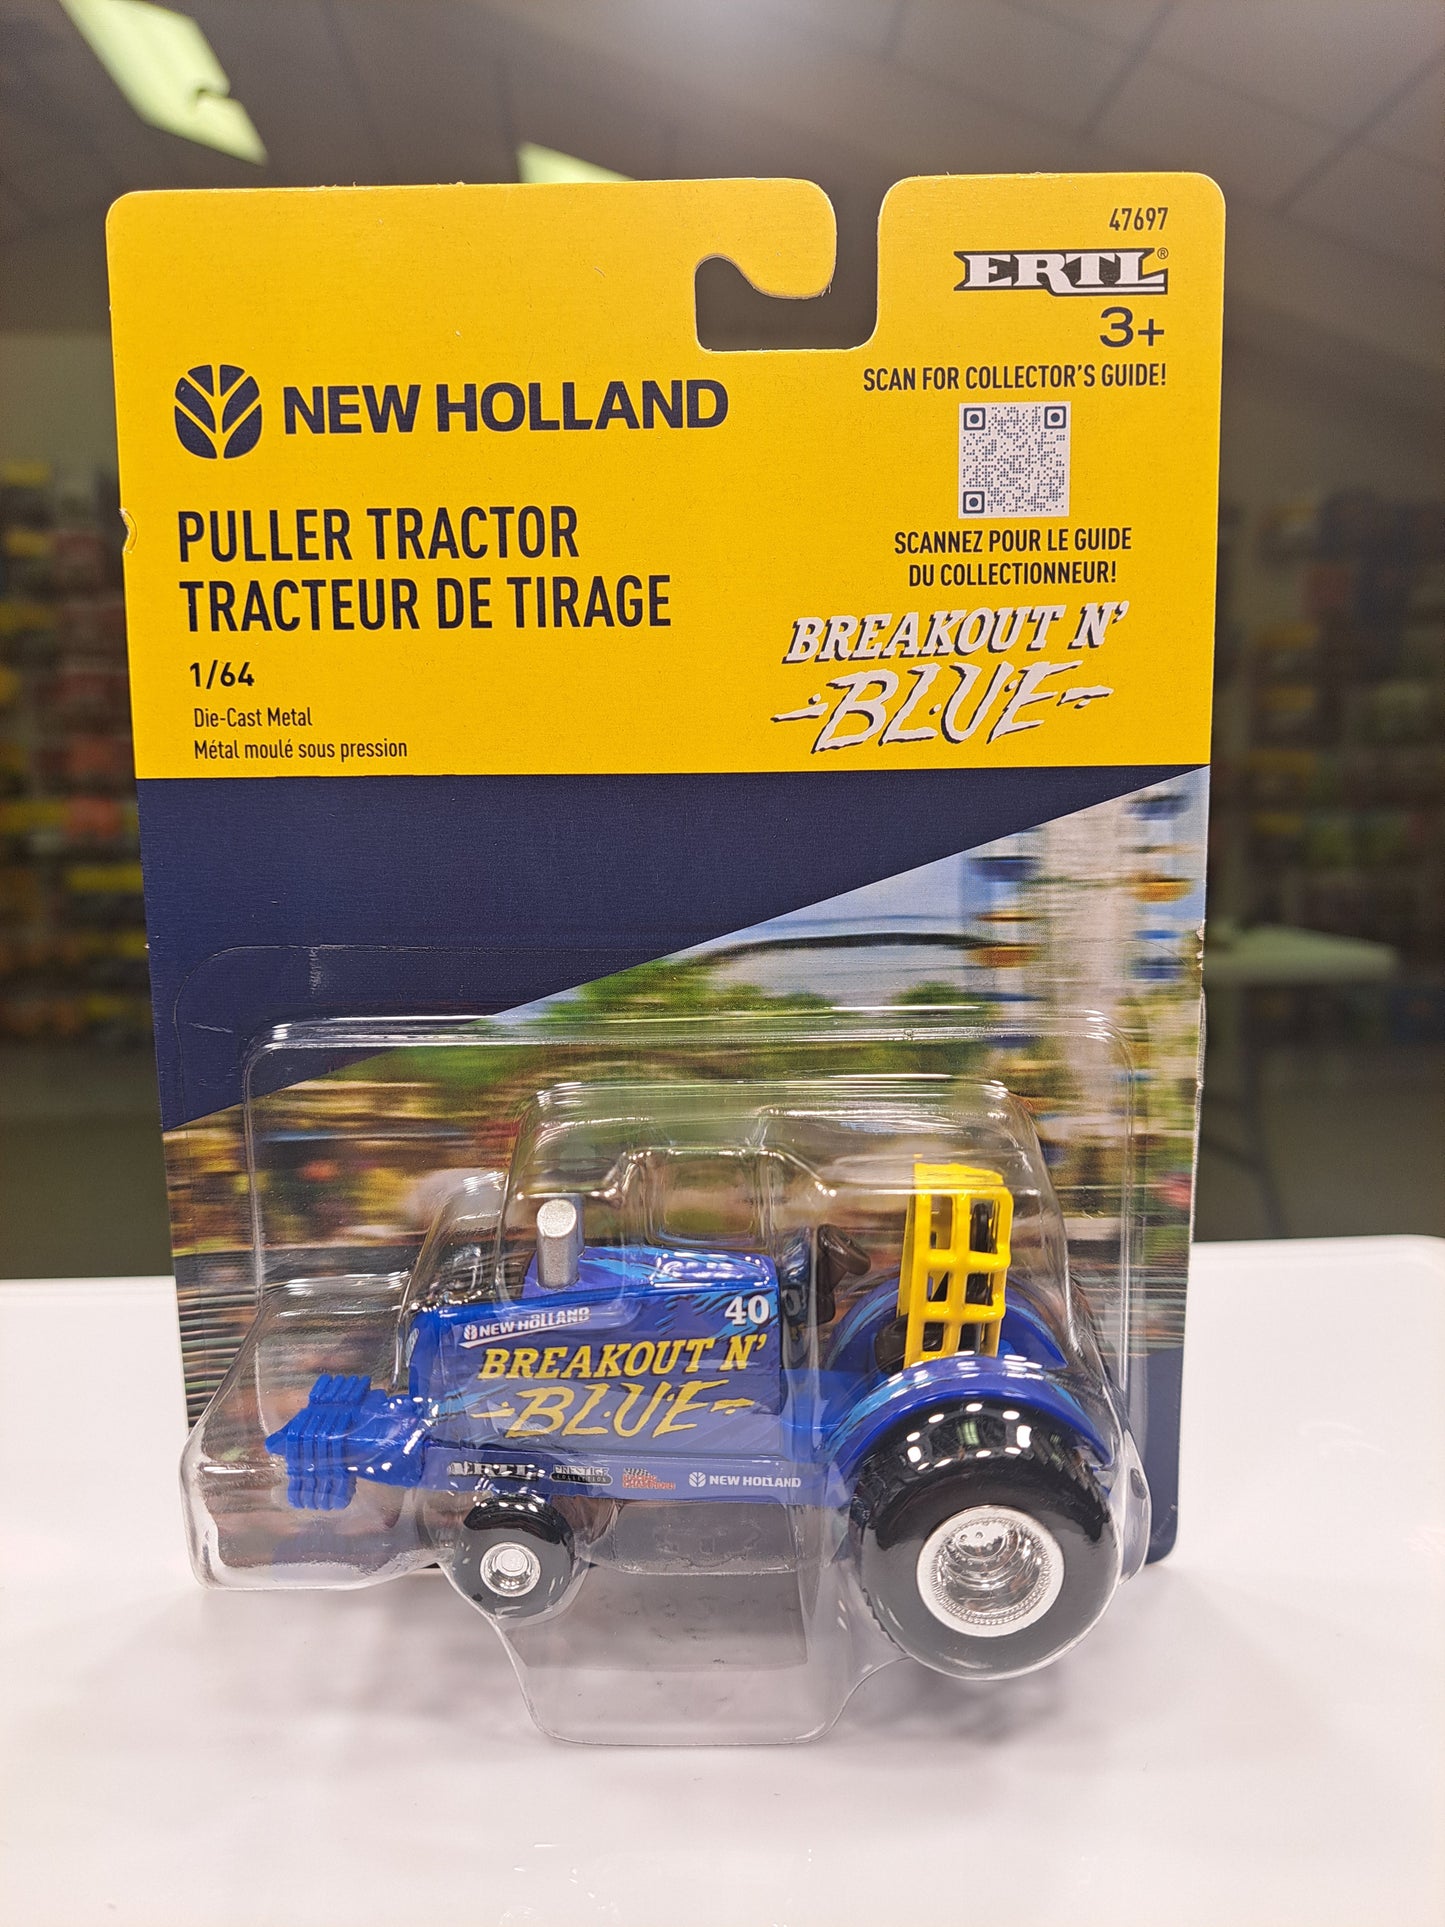 47697
ERTL®
3+
SCAN FOR COLLECTOR'S GUIDE!
SCANNEZ POUR LE GUIDE
DU COLLECTIONNEUR!
NEW HOLLAND
PULLER TRACTOR
TRACTEUR DE TIRAGE
1/64
Die-Cast Metal
Métal moulé sous pression
BREAKOUT N'
BLUE
40
NEW HOLLAND
BREAKOUT N'
BLUE
ERTL
PRESTIGE
COLLECTION
NEW HOLLAND